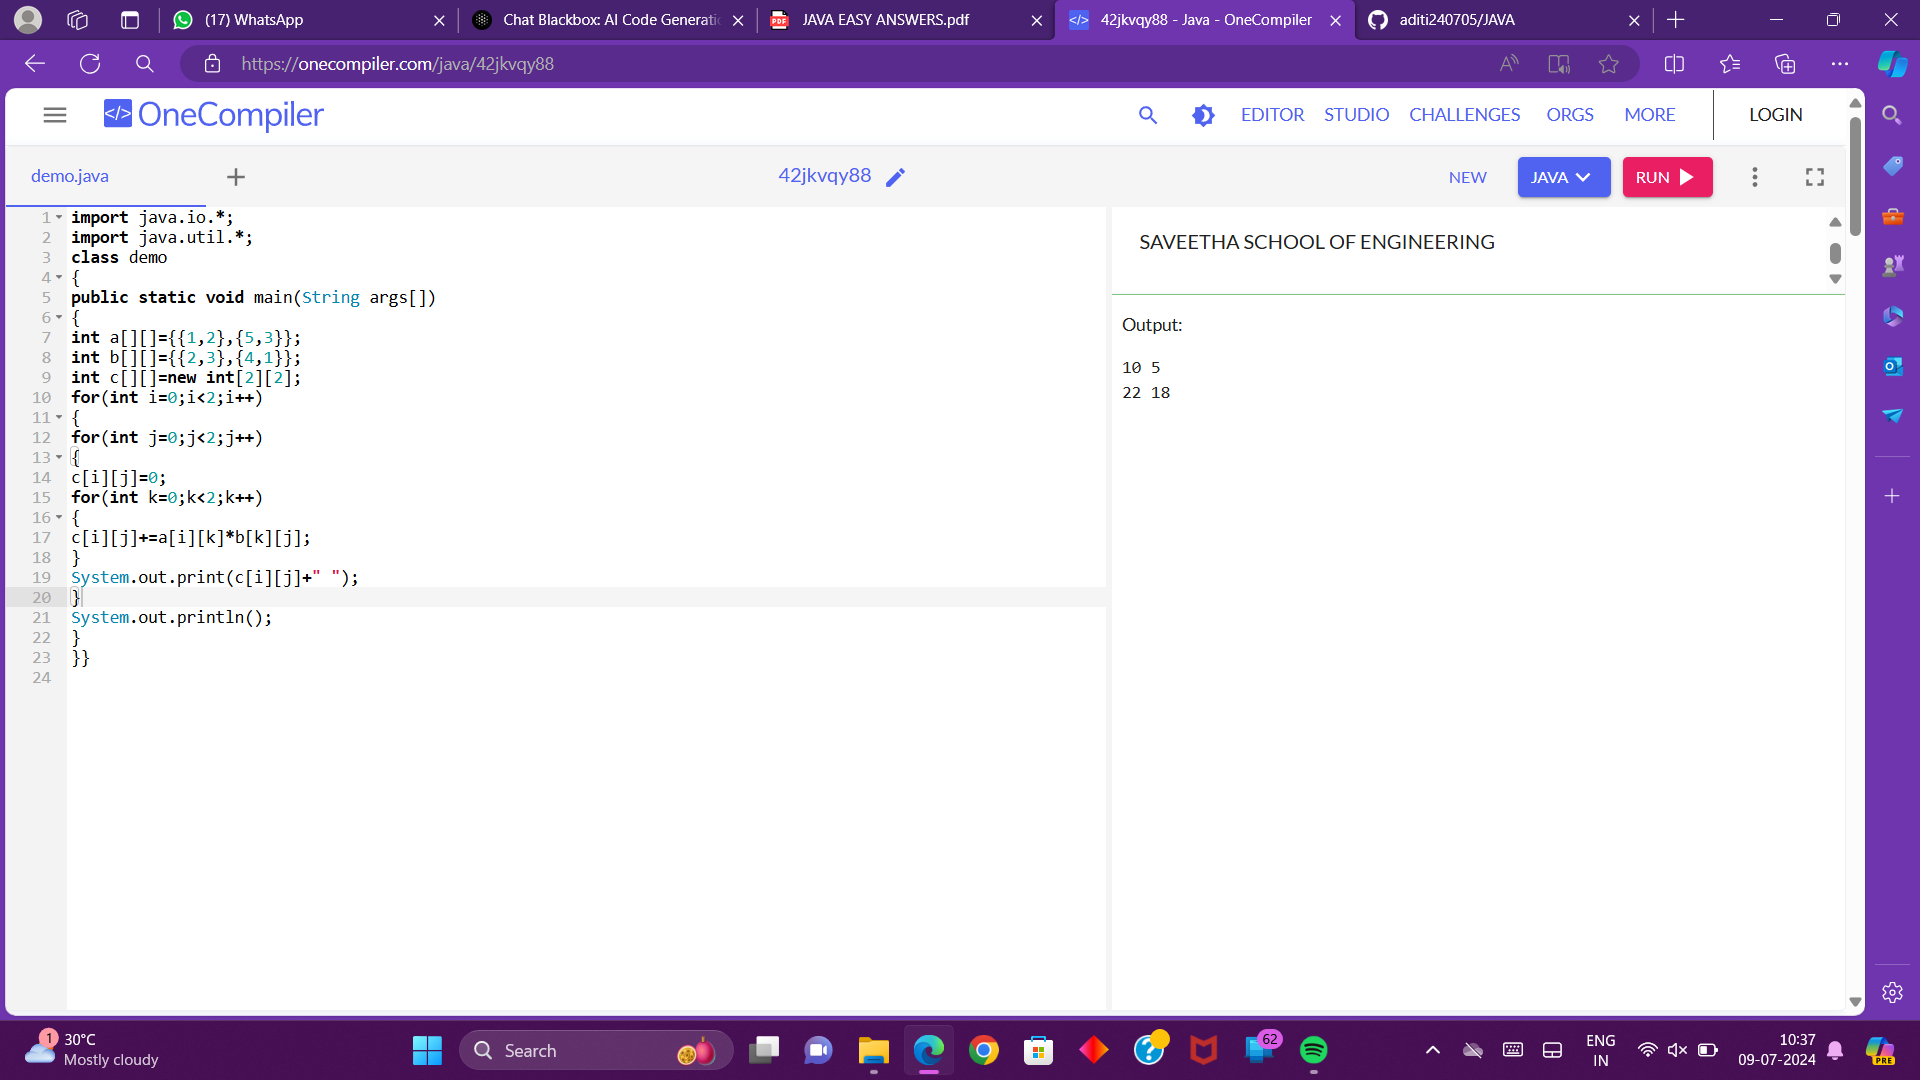 (17) WhatsApp
Chat Blackbox: AI Code Generati
JAVA EASY ANSWERS.pdf
42jkvqy88 - Java - OneCompiler
aditi240705/JAVA
https://onecompiler.com/java/42jkvqy88
</> OneCompiler
EDITOR STUDIO CHALLENGES ORGS MORE LOGIN
demo.java
42jkvqy88
NEW JAVA RUN
1 import java.io.*;
2 import java.util.*;
3 class demo
4 {
5 public static void main(String args[])
6 {
7 int a[][]={{1,2},{5,3}};
8 int b[][]={{2,3},{4,1}};
9 int c[][]=new int[2][2];
10 for(int i=0;i<2;i++)
11 {
12 for(int j=0;j<2;j++)
13 {
14 c[i][j]=0;
15 for(int k=0;k<2;k++)
16 {
17 c[i][j]+=a[i][k]*b[k][j];
18 }
19 System.out.print(c[i][j]+" ");
20 }
21 System.out.println();
22 }
23 }}
24
SAVEETHA SCHOOL OF ENGINEERING
Output:
10 5
22 18
1
30°C
Mostly cloudy
Search
62
ENG
IN
10:37
09-07-2024
PRE